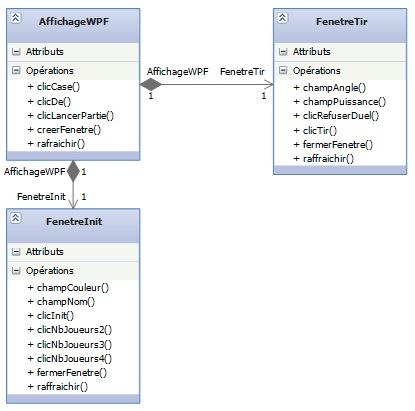 AffichageWPF
Attributs
Opérations
+ clicCase()
+ clicDe()
+ clicLancerPartie()
+ creerFenetre()
+ rafraichir()
AffichageWPF FenetreTir
1 1
FenetreTir
Attributs
Opérations
+ champAngle()
+ champPuissance()
+ clicRefuserDuel()
+ clicTir()
+ fermerFenetre()
+ raffraichir()
AffichageWPF 1
FenetreInit 1
FenetreInit
Attributs
Opérations
+ champCouleur()
+ champNom()
+ clicInit()
+ clicNbJoueurs2()
+ clicNbJoueurs3()
+ clicNbJoueurs4()
+ fermerFenetre()
+ raffraichir()